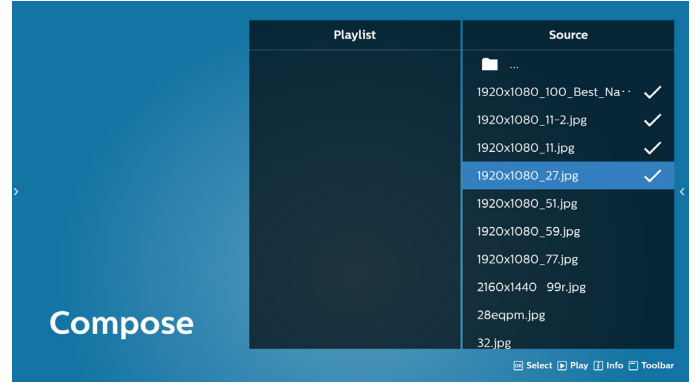 Playlist
Source
...
1920x1080_100_Best_Na··
1920x1080_11-2.jpg
1920x1080_11.jpg
1920x1080_27.jpg
1920x1080_51.jpg
1920x1080_59.jpg
1920x1080_77.jpg
2160x1440 99r.jpg
28eqpm.jpg
32.jpg
Compose
OK Select Play i Info Toolbar